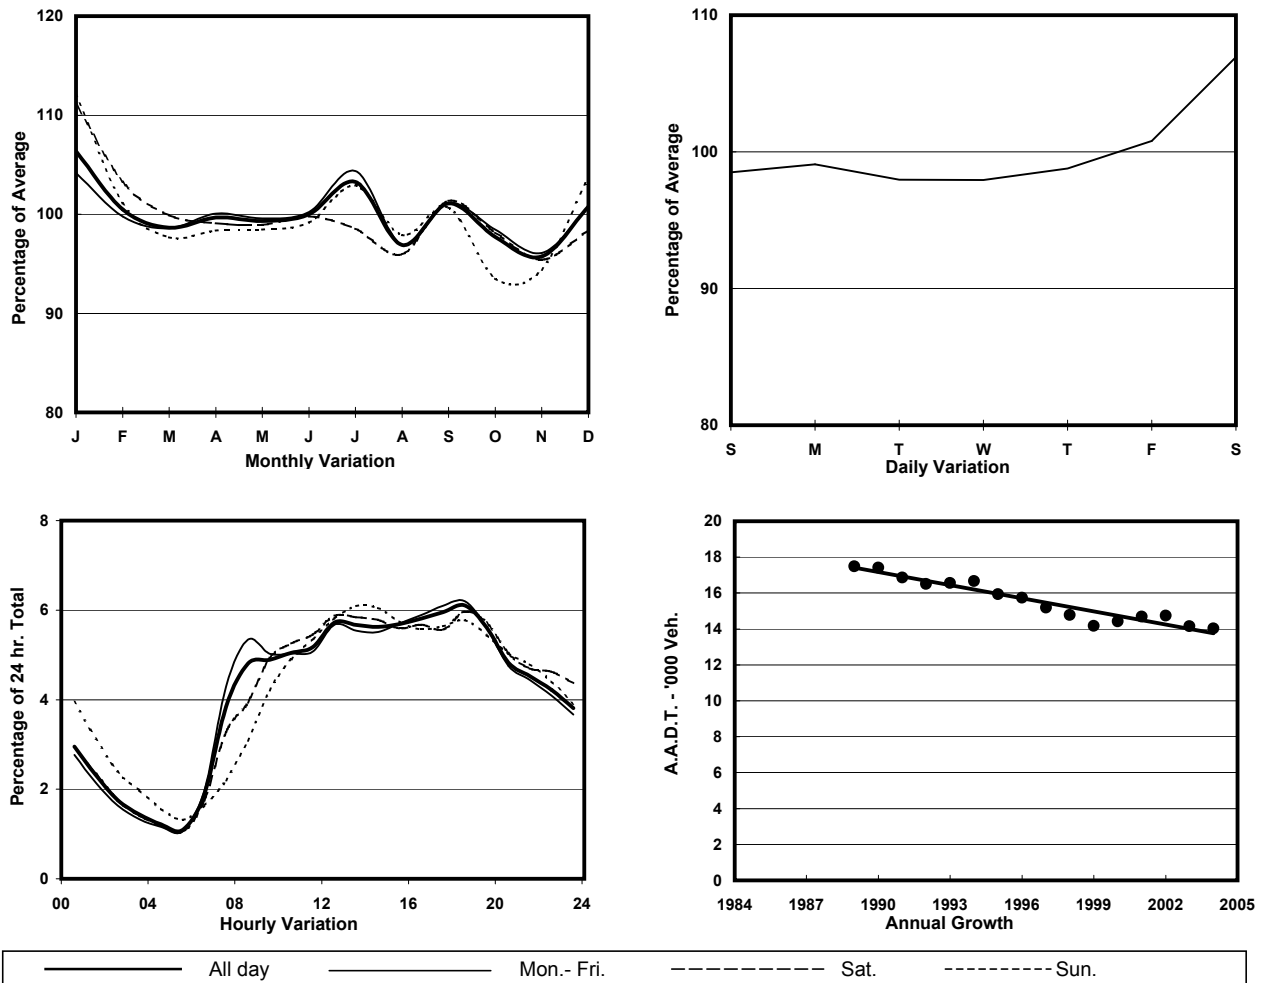 120
110
100
90
80
Percentage of Average
J F M A M J J A S O N D
Monthly Variation
110
100
90
80
Percentage of Average
S M T W T F S
Daily Variation
8
6
4
2
0
Percentage of 24 hr. Total
00 04 08 12 16 20 24
Hourly Variation
20
18
16
14
12
10
8
6
4
2
0
A.A.D.T. - '000 Veh.
1984 1987 1990 1993 1996 1999 2002 2005
Annual Growth
All day Mon.- Fri. Sat. Sun.